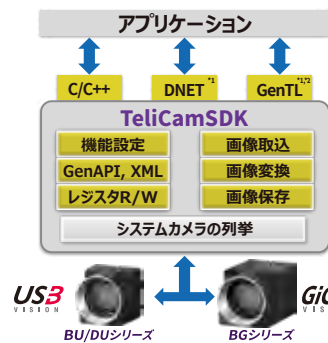 アプリケーション
C/C++ DNET *1 GenTL *1,*2
TeliCamSDK
機能設定 画像取込
GenAPI, XML 画像変換
レジスタR/W 画像保存
システムカメラの列挙
USB3 GiG
VISION VIS
BU/DUシリーズ BGシリーズ